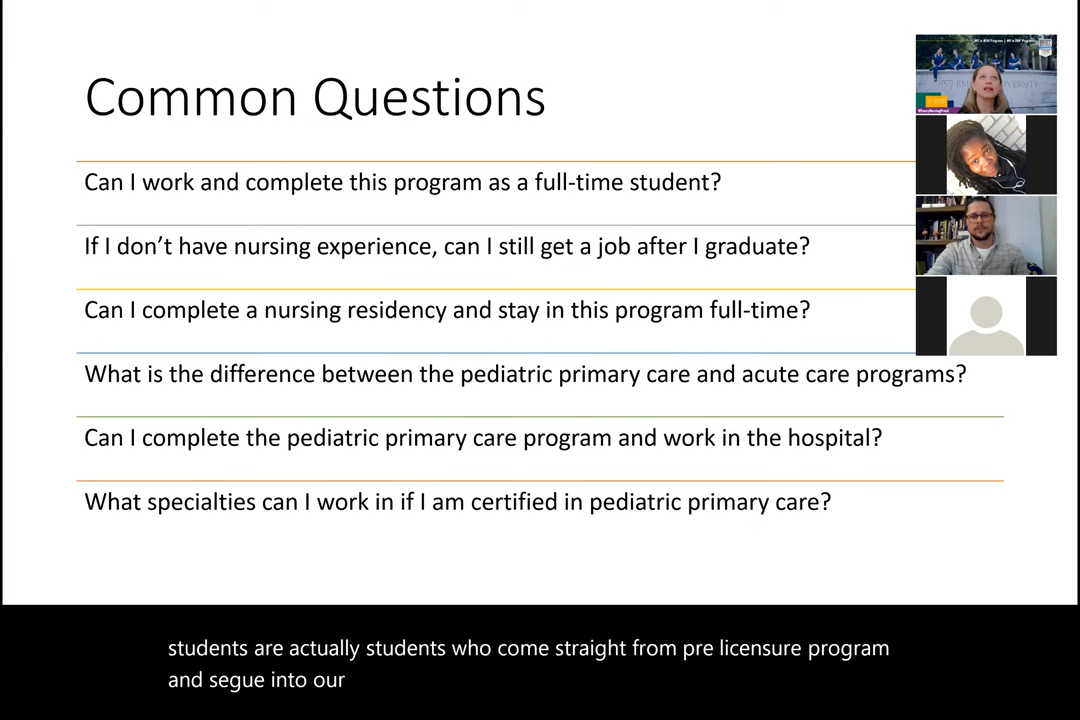 Common Questions
Can I work and complete this program as a full-time student?
If I don’t have nursing experience, can I still get a job after I graduate?
Can I complete a nursing residency and stay in this program full-time?
What is the difference between the pediatric primary care and acute care programs?
Can I complete the pediatric primary care program and work in the hospital?
What specialties can I work in if I am certified in pediatric primary care?
students are actually students who come straight from pre licensure program
and segue into our